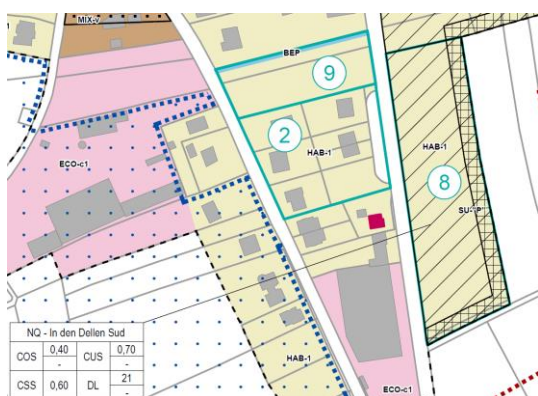 MIX-v
BEP
9
2
ECO-c1
HAB-1
HAB-1
8
NQ - In den Dellen Sud
COS 0,40 CUS 0,70
- -
CSS 0,60 DL 21
- -
HAB-1
ECO-c1